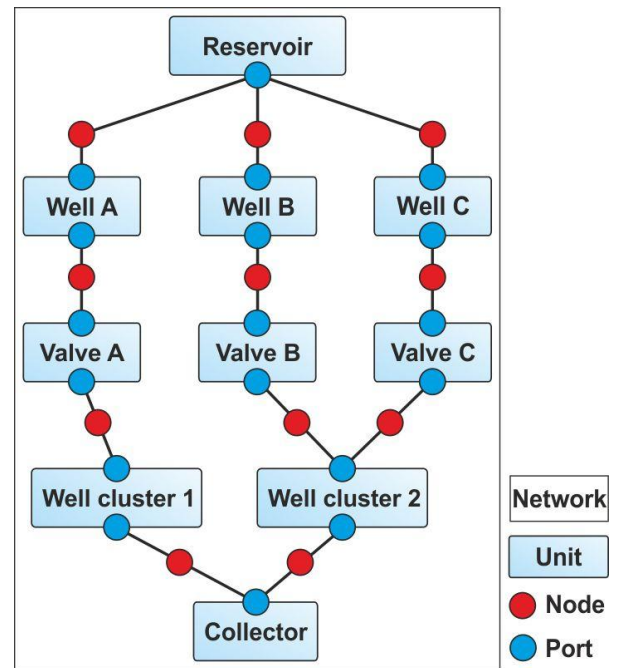 Reservoir
Well A
Well B
Well C
Valve A
Valve B
Valve C
Well cluster 1
Well cluster 2
Collector
Network
Unit
Node
Port